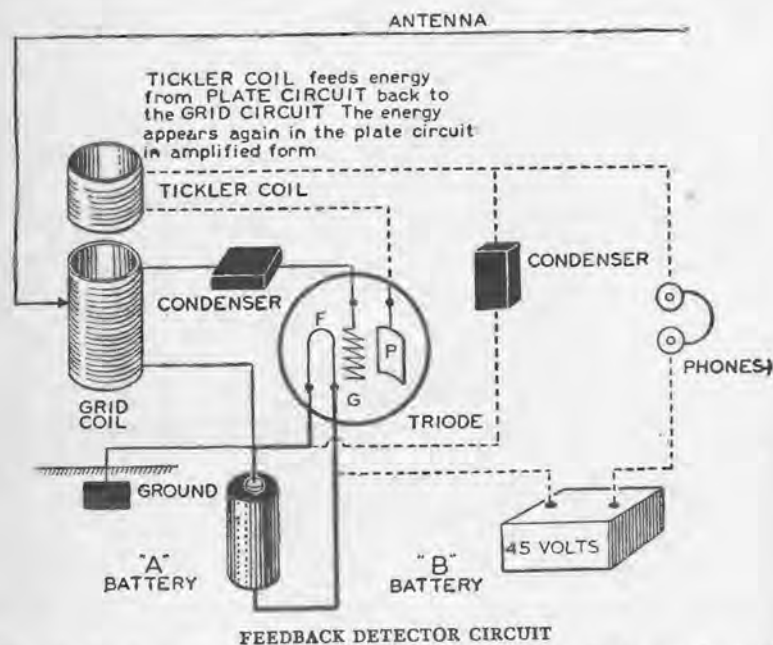 ANTENNA
TICKLER COIL feeds energy
from PLATE CIRCUIT back to
the GRID CIRCUIT The energy
appears again in the plate circuit
in amplified form
TICKLER COIL
CONDENSER
CONDENSER
F
P
G
PHONES
GRID
COIL
TRIODE
GROUND
"A"
BATTERY
"B"
BATTERY
45 VOLTS
FEEDBACK DETECTOR CIRCUIT